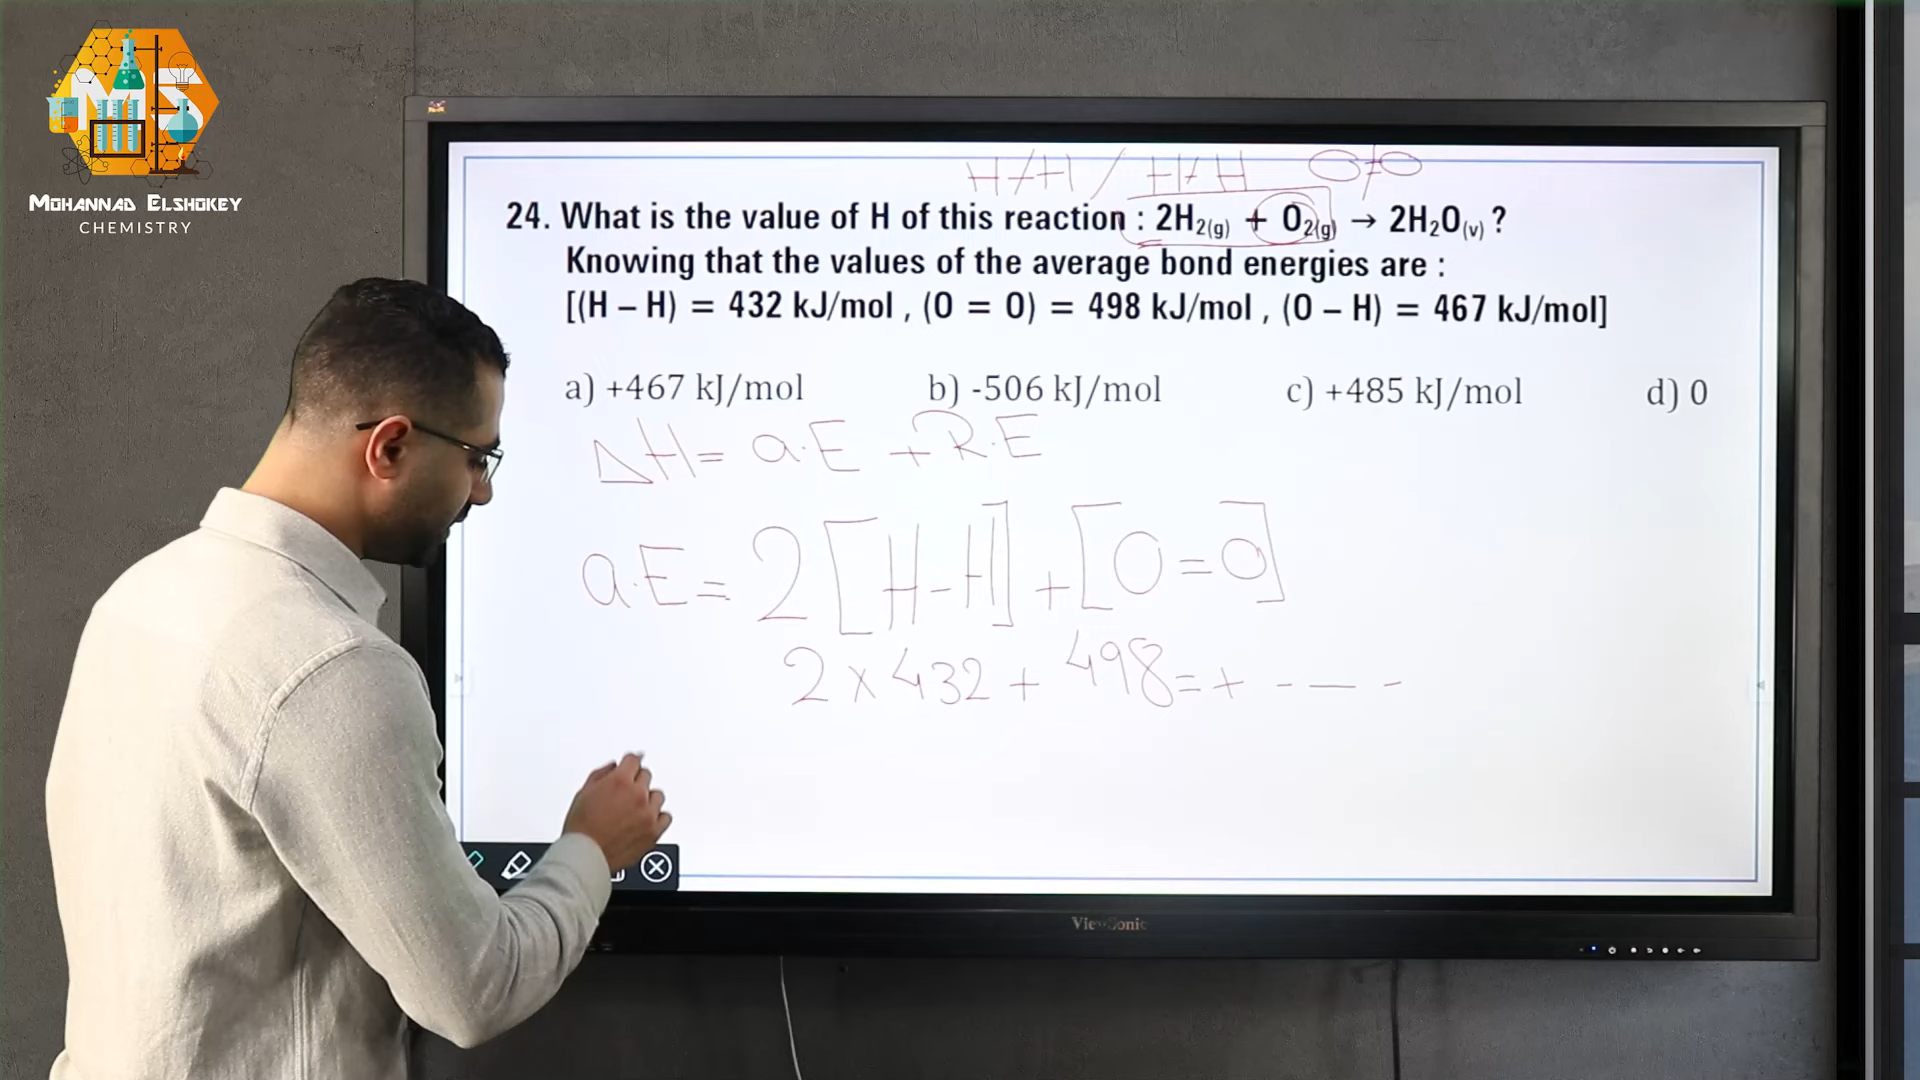 MS
MOHANNAD ELSHOKEY
CHEMISTRY
H-H / H-H O=O
24. What is the value of H of this reaction : 2H₂(g) + O₂(g) → 2H₂O(v) ?
Knowing that the values of the average bond energies are :
[(H – H) = 432 kJ/mol , (O = O) = 498 kJ/mol , (O – H) = 467 kJ/mol]
a) +467 kJ/mol b) -506 kJ/mol c) +485 kJ/mol d) 0
ΔH = a.E + R.E
a.E = 2 [H-H] + [O=O]
2 × 432 + 498 = + - — -
ViewSonic